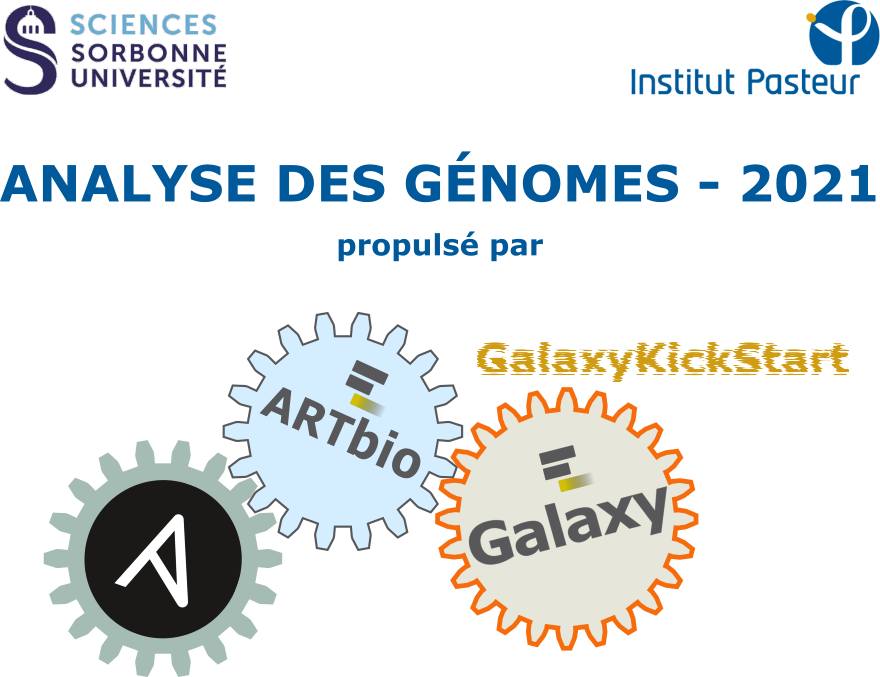 SCIENCES
SORBONNE
UNIVERSITÉ
Institut Pasteur
ANALYSE DES GÉNOMES - 2021
propulsé par
GalaxyKickStart
ARTbio
Galaxy